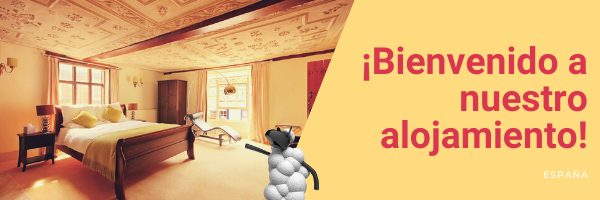 ¡Bienvenido a
nuestro
alojamiento!
ESPAÑA